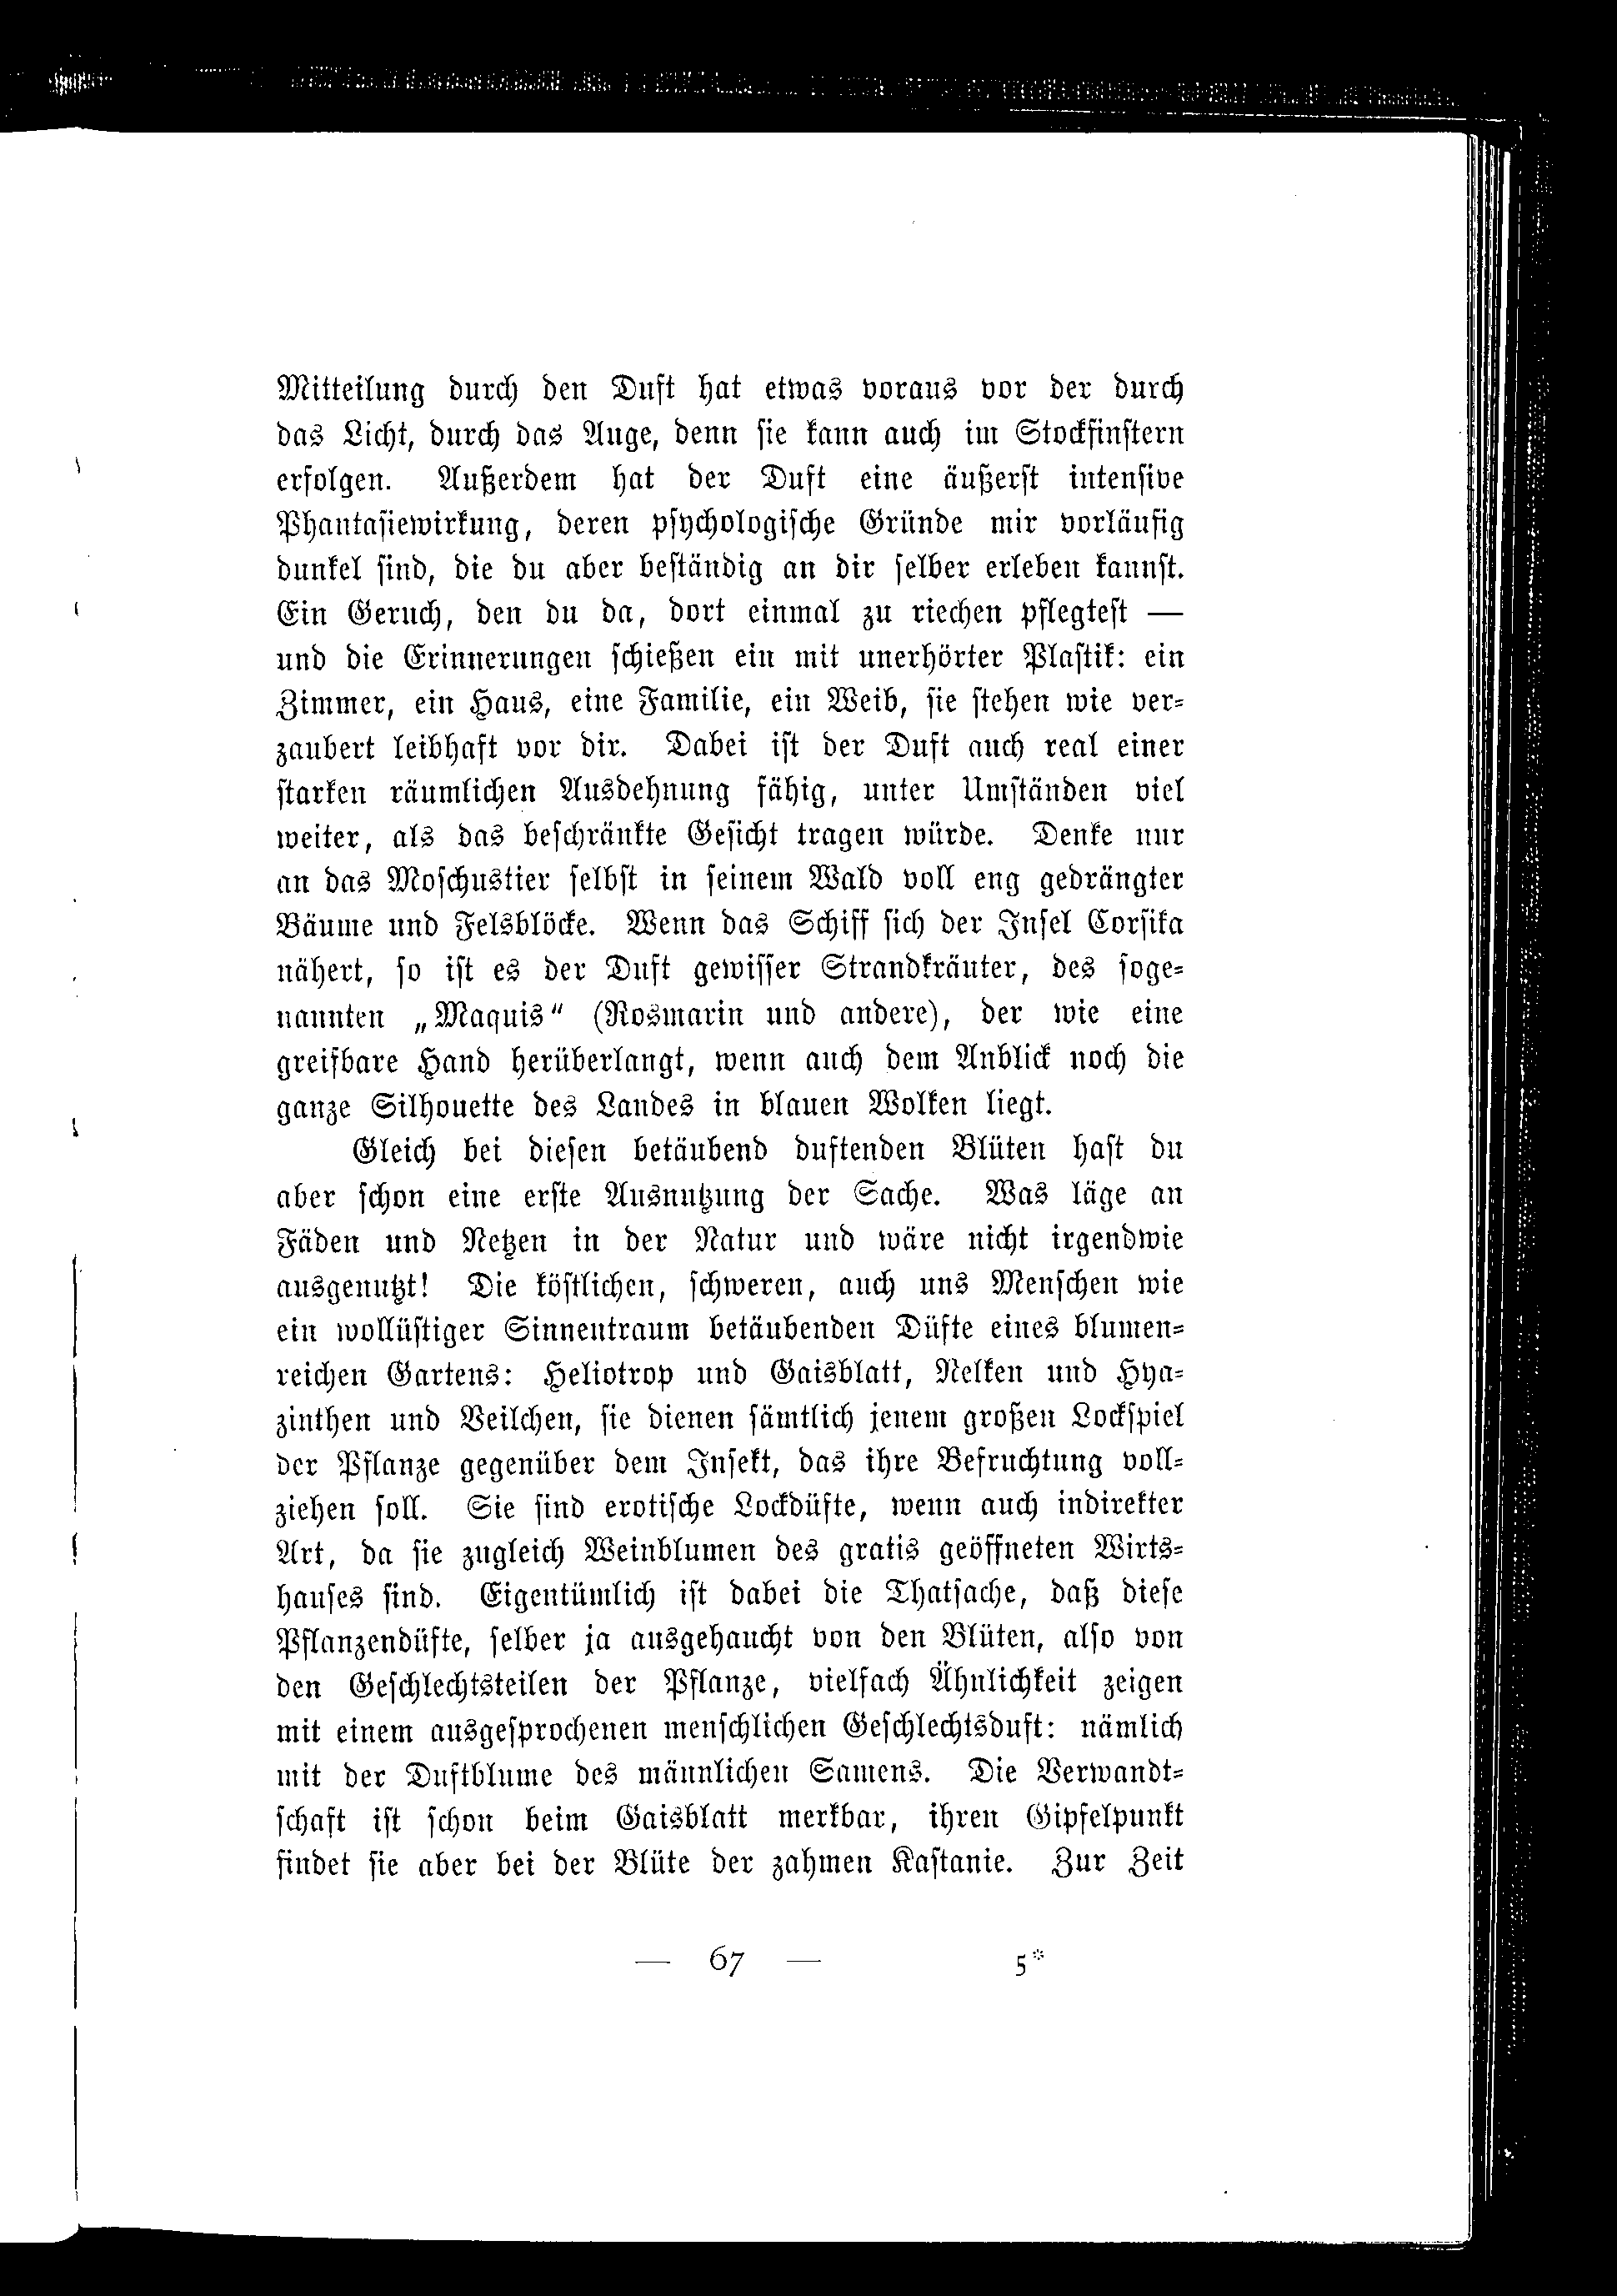 Mitteilung durch den Duft hat etwas voraus vor der durch
das Licht, durch das Auge, denn sie kann auch im Stockfinstern
erfolgen. Außerdem hat der Duft eine äußerst intensive
Phantasiewirkung, deren psychologische Gründe mir vorläufig
dunkel sind, die du aber beständig an dir selber erleben kannst.
Ein Geruch, den du da, dort einmal zu riechen pflegtest —
und die Erinnerungen schießen ein mit unerhörter Plastik: ein
Zimmer, ein Haus, eine Familie, ein Weib, sie stehen wie ver-
zaubert leibhaft vor dir. Dabei ist der Duft auch real einer
starken räumlichen Ausdehnung fähig, unter Umständen viel
weiter, als das beschränkte Gesicht tragen würde. Denke nur
an das Moschustier selbst in seinem Wald voll eng gedrängter
Bäume und Felsblöcke. Wenn das Schiff sich der Insel Corsika
nähert, so ist es der Duft gewisser Strandkräuter, des soge-
nannten „Maquis“ (Rosmarin und andere), der wie eine
greifbare Hand herüberlangt, wenn auch dem Anblick noch die
ganze Silhouette des Landes in blauen Wolken liegt.
Gleich bei diesen betäubend duftenden Blüten hast du
aber schon eine erste Ausnutzung der Sache. Was läge an
Fäden und Netzen in der Natur und wäre nicht irgendwie
ausgenutzt! Die köstlichen, schweren, auch uns Menschen wie
ein wollüstiger Sinnentraum betäubenden Düfte eines blumen-
reichen Gartens: Heliotrop und Gaisblatt, Nelken und Hya-
zinthen und Veilchen, sie dienen sämtlich jenem großen Lockspiel
der Pflanze gegenüber dem Insekt, das ihre Befruchtung voll-
ziehen soll. Sie sind erotische Lockdüfte, wenn auch indirekter
Art, da sie zugleich Weinblumen des gratis geöffneten Wirts-
hauses sind. Eigentümlich ist dabei die Thatsache, daß diese
Pflanzendüfte, selber ja ausgehaucht von den Blüten, also von
den Geschlechtsteilen der Pflanze, vielfach Ähnlichkeit zeigen
mit einem ausgesprochenen menschlichen Geschlechtsduft: nämlich
mit der Duftblume des männlichen Samens. Die Verwandt-
schaft ist schon beim Gaisblatt merkbar, ihren Gipfelpunkt
findet sie aber bei der Blüte der zahmen Kastanie. Zur Zeit
— 67 — 5*